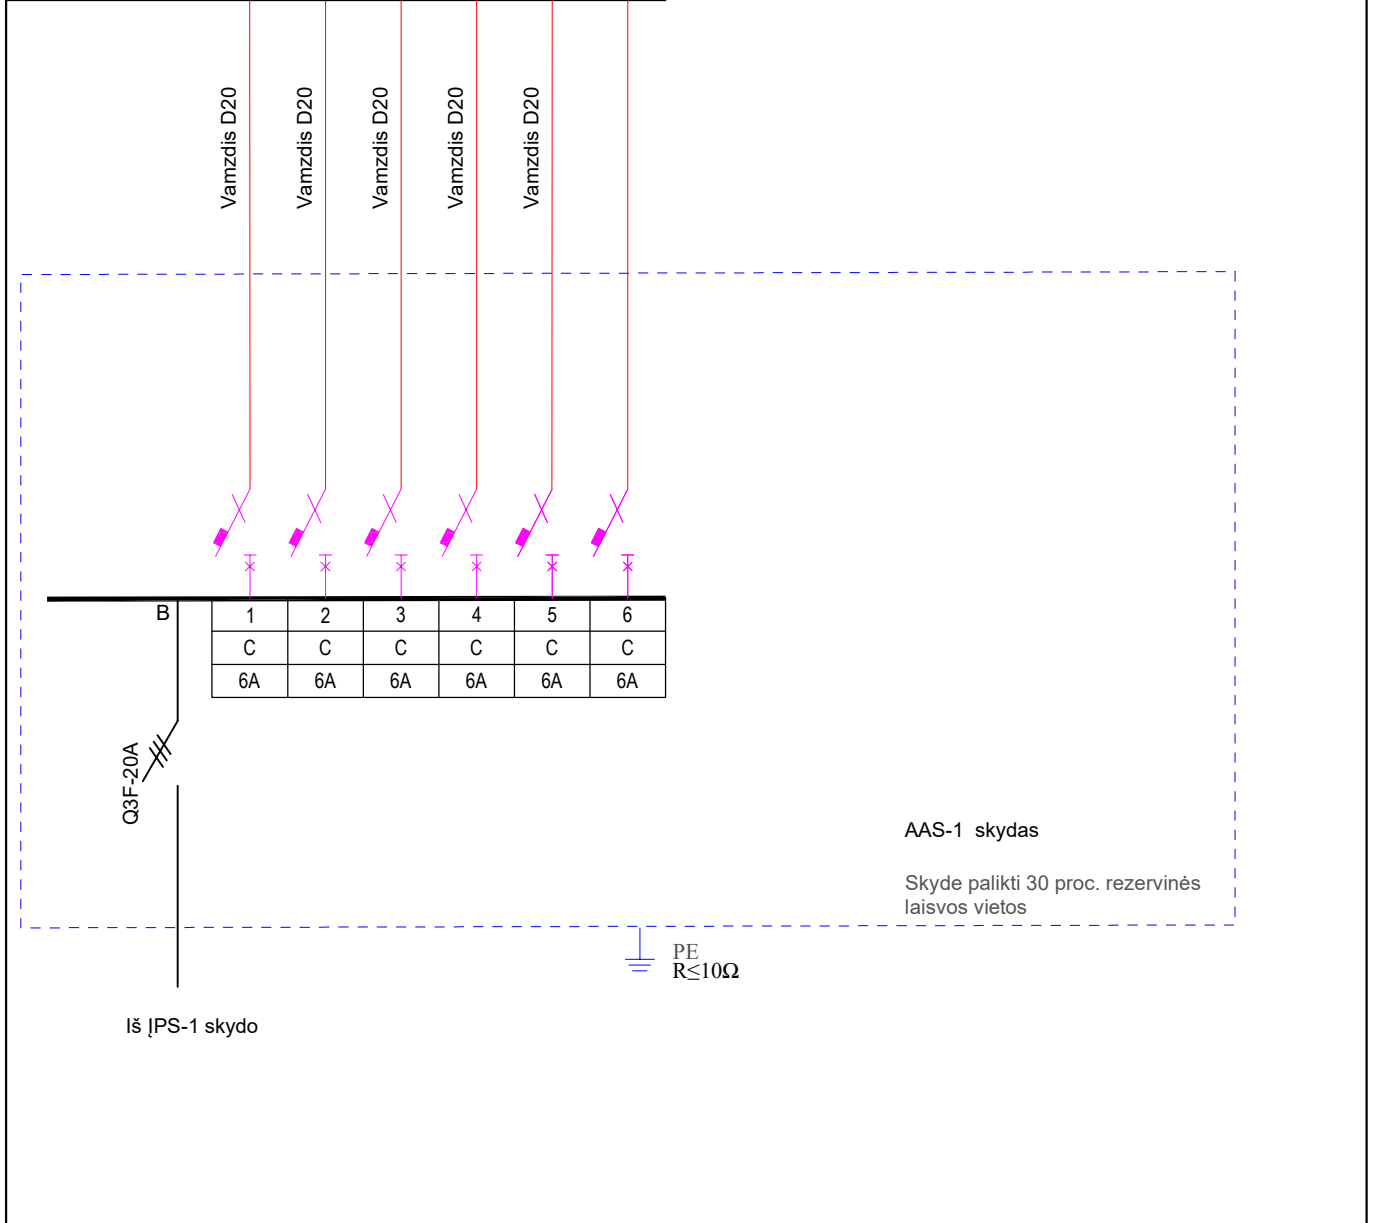 Vamzdis D20
Vamzdis D20
Vamzdis D20
Vamzdis D20
Vamzdis D20
B
1 2 3 4 5 6
C C C C C C
6A 6A 6A 6A 6A 6A
Q3F-20A
AAS-1 skydas
Skyde palikti 30 proc. rezervinės
laisvos vietos
PE
R≤10Ω
Iš ĮPS-1 skydo